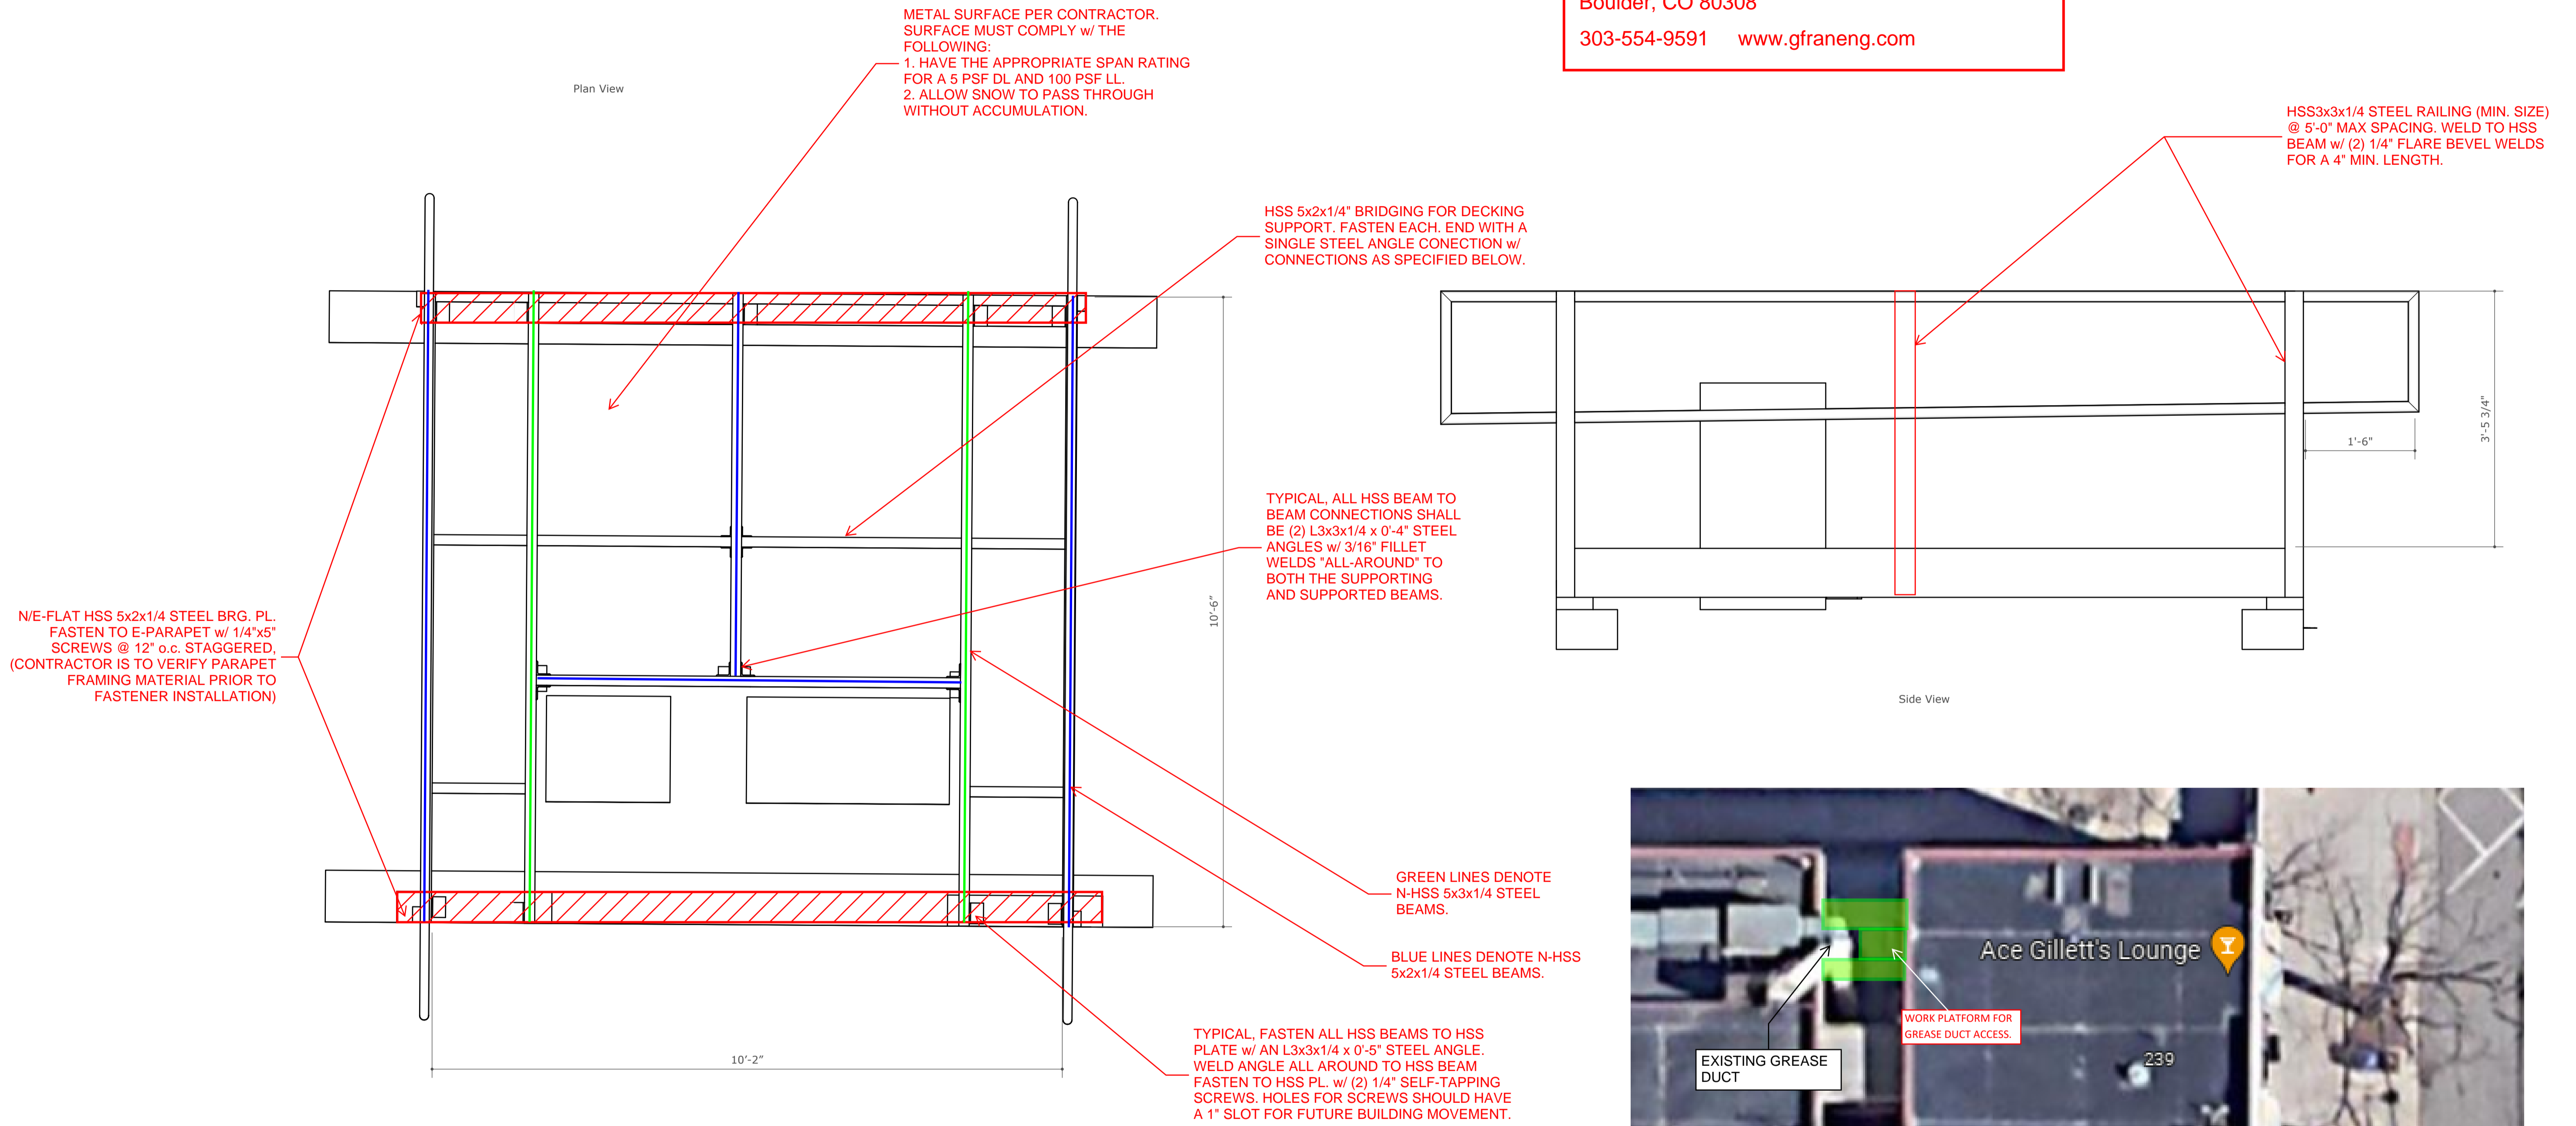 METAL SURFACE PER CONTRACTOR.
SURFACE MUST COMPLY w/ THE
FOLLOWING:
1. HAVE THE APPROPRIATE SPAN RATING
FOR A 5 PSF DL AND 100 PSF LL.
2. ALLOW SNOW TO PASS THROUGH
WITHOUT ACCUMULATION.
Boulder, CO 80308
303-554-9591 www.gfraneng.com
Plan View
HSS3x3x1/4 STEEL RAILING (MIN. SIZE)
@ 5'-0" MAX SPACING. WELD TO HSS
BEAM w/ (2) 1/4" FLARE BEVEL WELDS
FOR A 4" MIN. LENGTH.
HSS 5x2x1/4" BRIDGING FOR DECKING
SUPPORT. FASTEN EACH. END WITH A
SINGLE STEEL ANGLE CONECTION w/
CONNECTIONS AS SPECIFIED BELOW.
1'-6"
3'-5 3/4"
TYPICAL, ALL HSS BEAM TO
BEAM CONNECTIONS SHALL
BE (2) L3x3x1/4 x 0'-4" STEEL
ANGLES w/ 3/16" FILLET
WELDS "ALL-AROUND" TO
BOTH THE SUPPORTING
AND SUPPORTED BEAMS.
10'-6"
N/E-FLAT HSS 5x2x1/4 STEEL BRG. PL.
FASTEN TO E-PARAPET w/ 1/4"x5"
SCREWS @ 12" o.c. STAGGERED,
(CONTRACTOR IS TO VERIFY PARAPET
FRAMING MATERIAL PRIOR TO
FASTENER INSTALLATION)
Side View
GREEN LINES DENOTE
N-HSS 5x3x1/4 STEEL
BEAMS.
BLUE LINES DENOTE N-HSS
5x2x1/4 STEEL BEAMS.
TYPICAL, FASTEN ALL HSS BEAMS TO HSS
PLATE w/ AN L3x3x1/4 x 0'-5" STEEL ANGLE.
WELD ANGLE ALL AROUND TO HSS BEAM
FASTEN TO HSS PL. w/ (2) 1/4" SELF-TAPPING
SCREWS. HOLES FOR SCREWS SHOULD HAVE
A 1" SLOT FOR FUTURE BUILDING MOVEMENT.
10'-2"
Ace Gillett's Lounge
WORK PLATFORM FOR
GREASE DUCT ACCESS.
EXISTING GREASE
DUCT
239